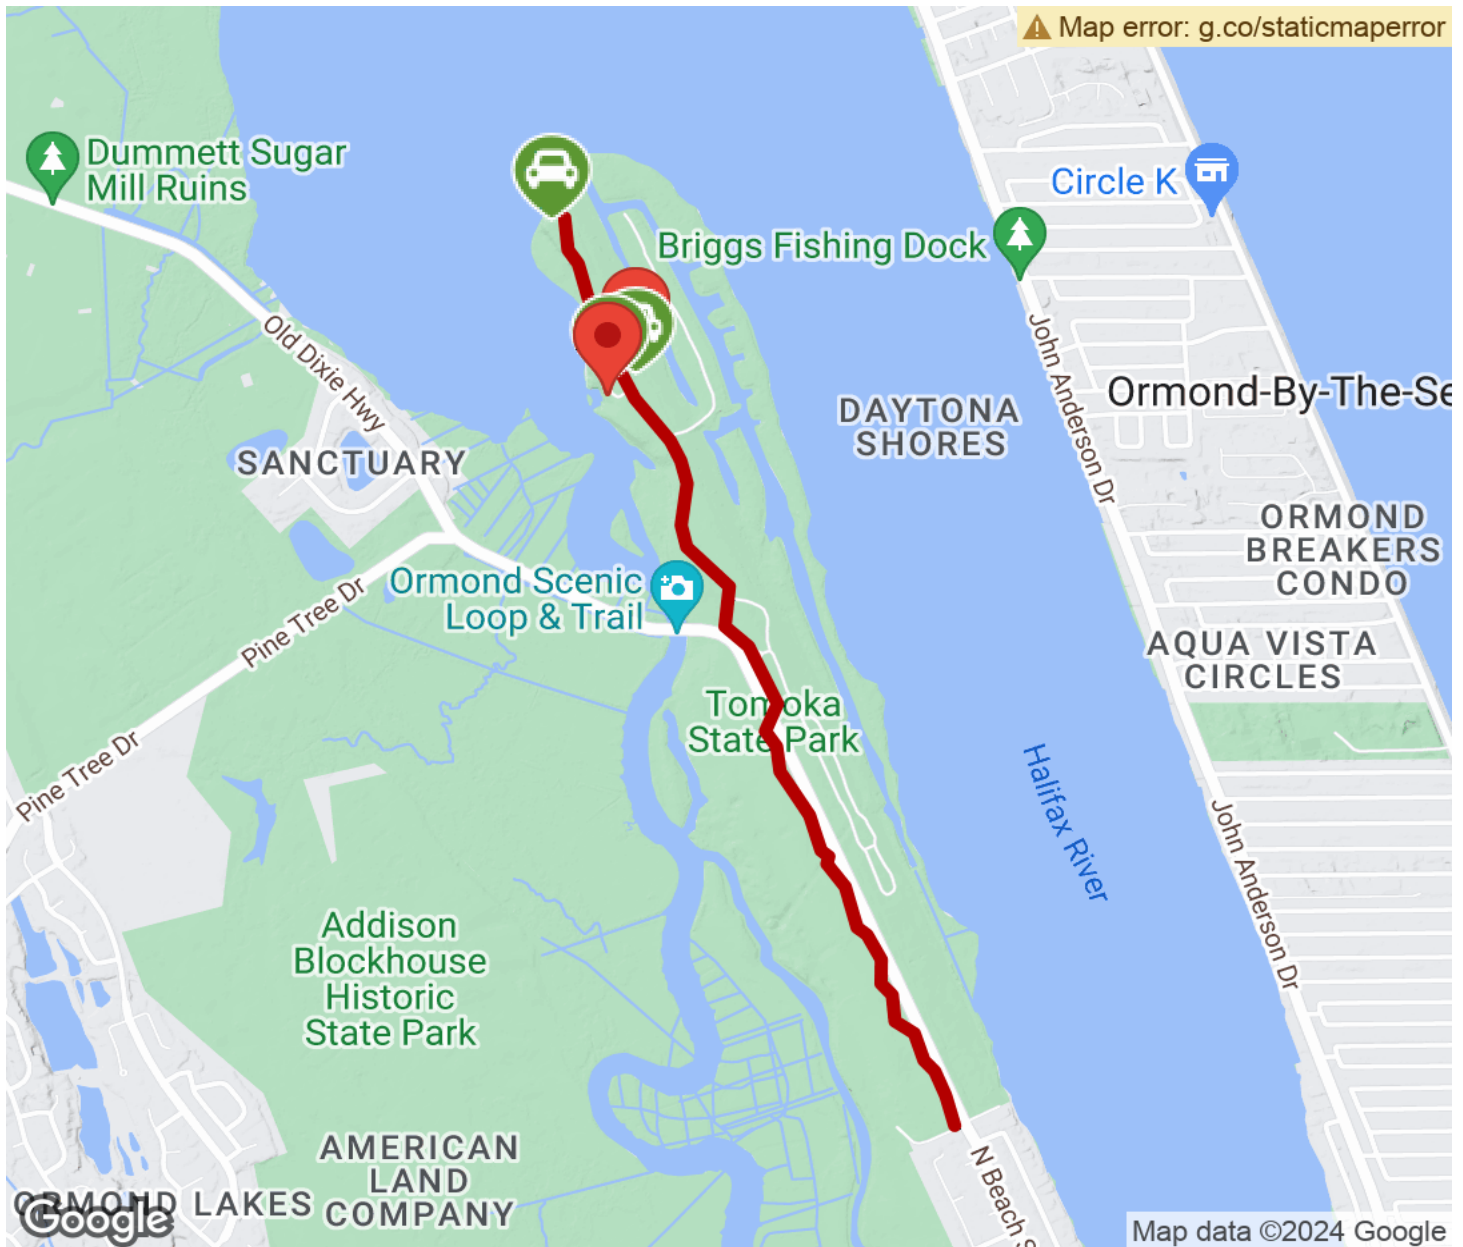 Map error: g.co/staticmaperror
Dummett Sugar
Mill Ruins
Circle K
Briggs Fishing Dock
Old Dixie Hwy
John Anderson Dr
Ormond-By-The-Se
DAYTONA
SHORES
SANCTUARY
ORMOND
BREAKERS
CONDO
Ormond Scenic
Loop & Trail
Pine Tree Dr
AQUA VISTA
CIRCLES
Tomoka
State Park
Pine Tree Dr
Halifax River
John Anderson Dr
Addison
Blockhouse
Historic
State Park
AMERICAN
LAND
COMPANY
N Beach S
ORMOND LAKES
Google
Map data ©2024 Google